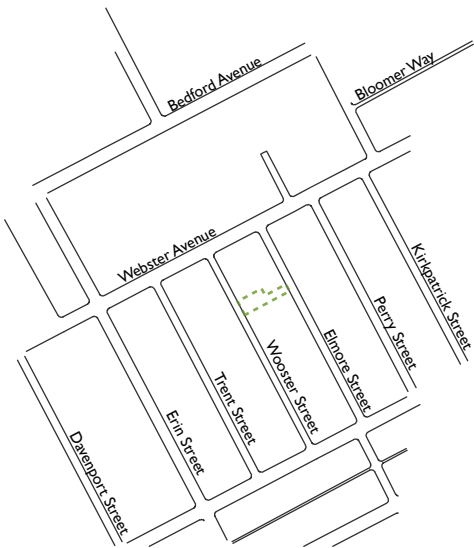 Bedford Avenue
Bloomer Way
Webster Avenue
Kirkpatrick Street
Perry Street
Elmore Street
Wooster Street
Trent Street
Erin Street
Davenport Street